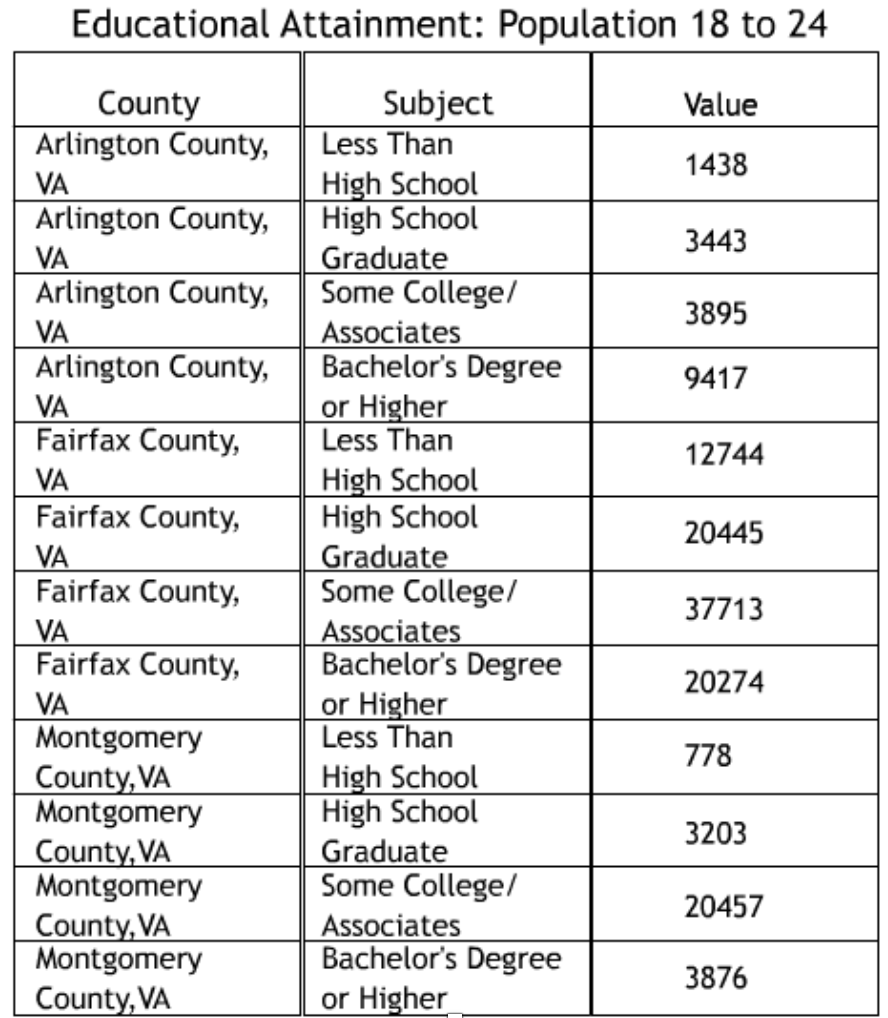 Educational Attainment: Population 18 to 24
County Subject Value
Arlington County,
VA
Less Than
High School
1438
Arlington County,
VA
High School
Graduate
3443
Arlington County,
VA
Some College/
Associates
3895
Arlington County,
VA
Bachelor's Degree
or Higher
9417
Fairfax County,
VA
Less Than
High School
12744
Fairfax County,
VA
High School
Graduate
20445
Fairfax County,
VA
Some College/
Associates
37713
Fairfax County,
VA
Bachelor's Degree
or Higher
20274
Montgomery
County,VA
Less Than
High School
778
Montgomery
County,VA
High School
Graduate
3203
Montgomery
County,VA
Some College/
Associates
20457
Montgomery
County,VA
Bachelor's Degree
or Higher
3876